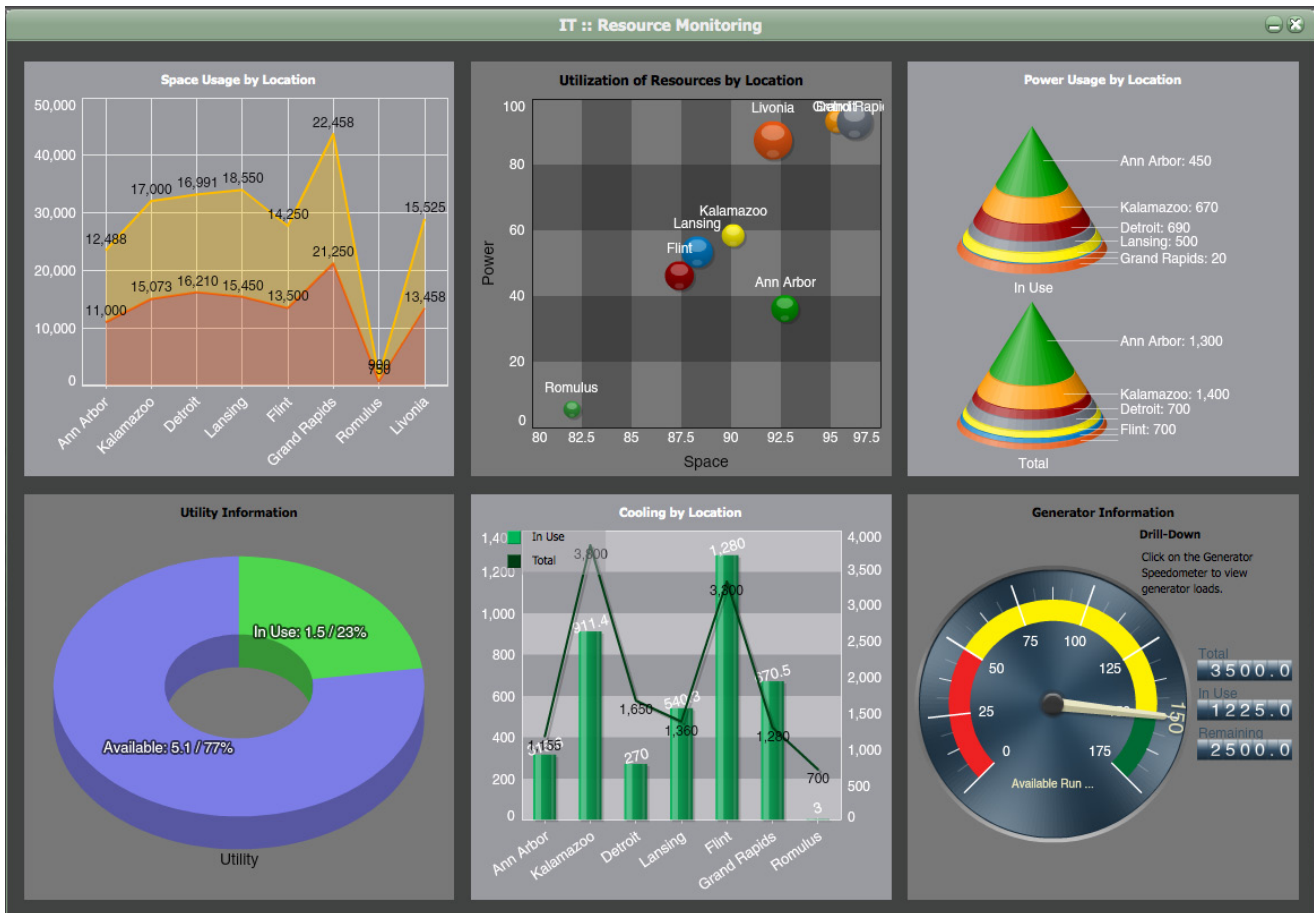 IT :: Resource Monitoring
Space Usage by Location
50,000
40,000
30,000
20,000
10,000
0
12,488
17,000
16,991
18,550
14,250
22,458
900
15,525
11,000
15,073
16,210
15,450
13,500
21,250
750
13,458
Ann Arbor
Kalamazoo
Detroit
Lansing
Flint
Grand Rapids
Romulus
Livonia
Utilization of Resources by Location
Power
100
80
60
40
20
0
Livonia
Grand Rapi
Kalamazoo
Lansing
Flint
Ann Arbor
Romulus
80
82.5
85
87.5
90
92.5
95
97.5
Space
Power Usage by Location
Ann Arbor: 450
Kalamazoo: 670
Detroit: 690
Lansing: 500
Grand Rapids: 20
In Use
Ann Arbor: 1,300
Kalamazoo: 1,400
Detroit: 700
Flint: 700
Total
Utility Information
In Use: 1.5 / 23%
Available: 5.1 / 77%
Utility
Cooling by Location
In Use
Total
1,200
1,000
800
600
400
200
0
4,000
3,500
3,000
2,500
2,000
1,500
1,000
500
0
911.4
270
1,280
3
1,155
1,650
1,360
1,280
700
Ann Arbor
Kalamazoo
Detroit
Lansing
Flint
Grand Rapids
Romulus
Generator Information
Drill-Down
Click on the Generator
Speedometer to view
generator loads.
0
25
50
75
100
125
150
175
Available Run ...
Total
3500.0
In Use
1225.0
Remaining
2500.0